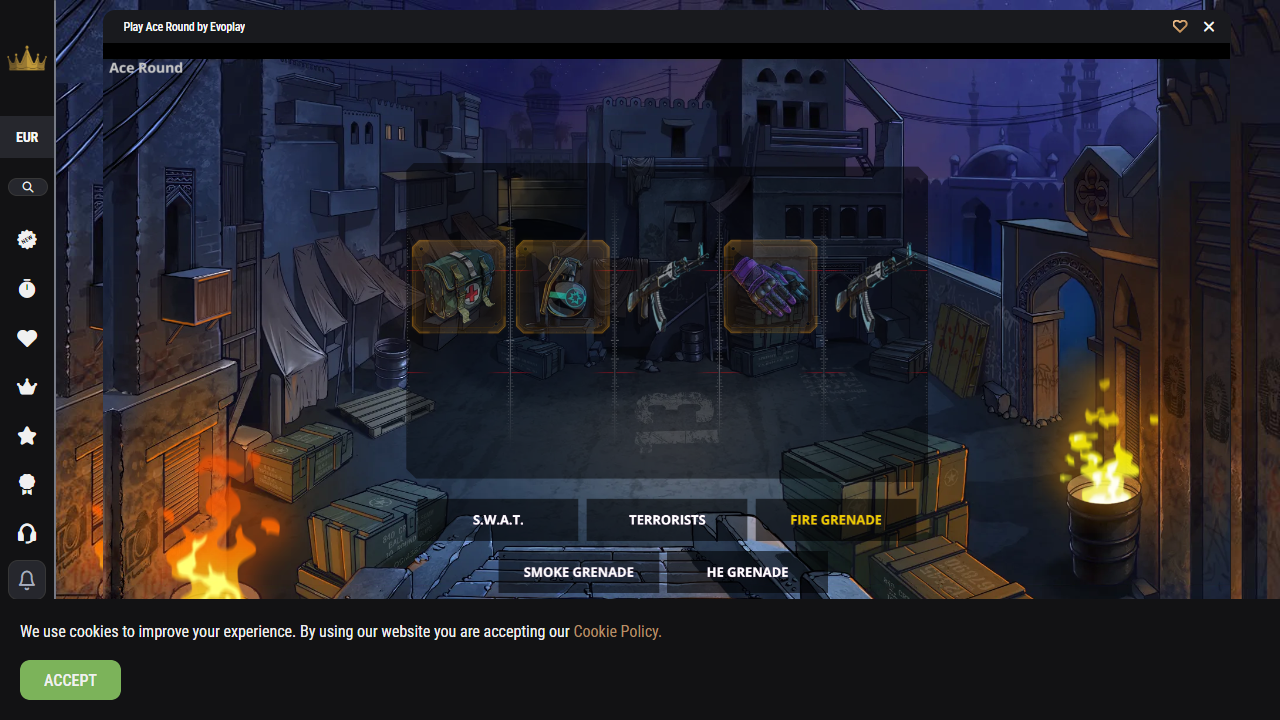 Play Ace Round by Evoplay
Ace Round
EUR
NEW
S.W.A.T.
TERRORISTS
FIRE GRENADE
SMOKE GRENADE
HE GRENADE
We use cookies to improve your experience. By using our website you are accepting our Cookie Policy.
ACCEPT